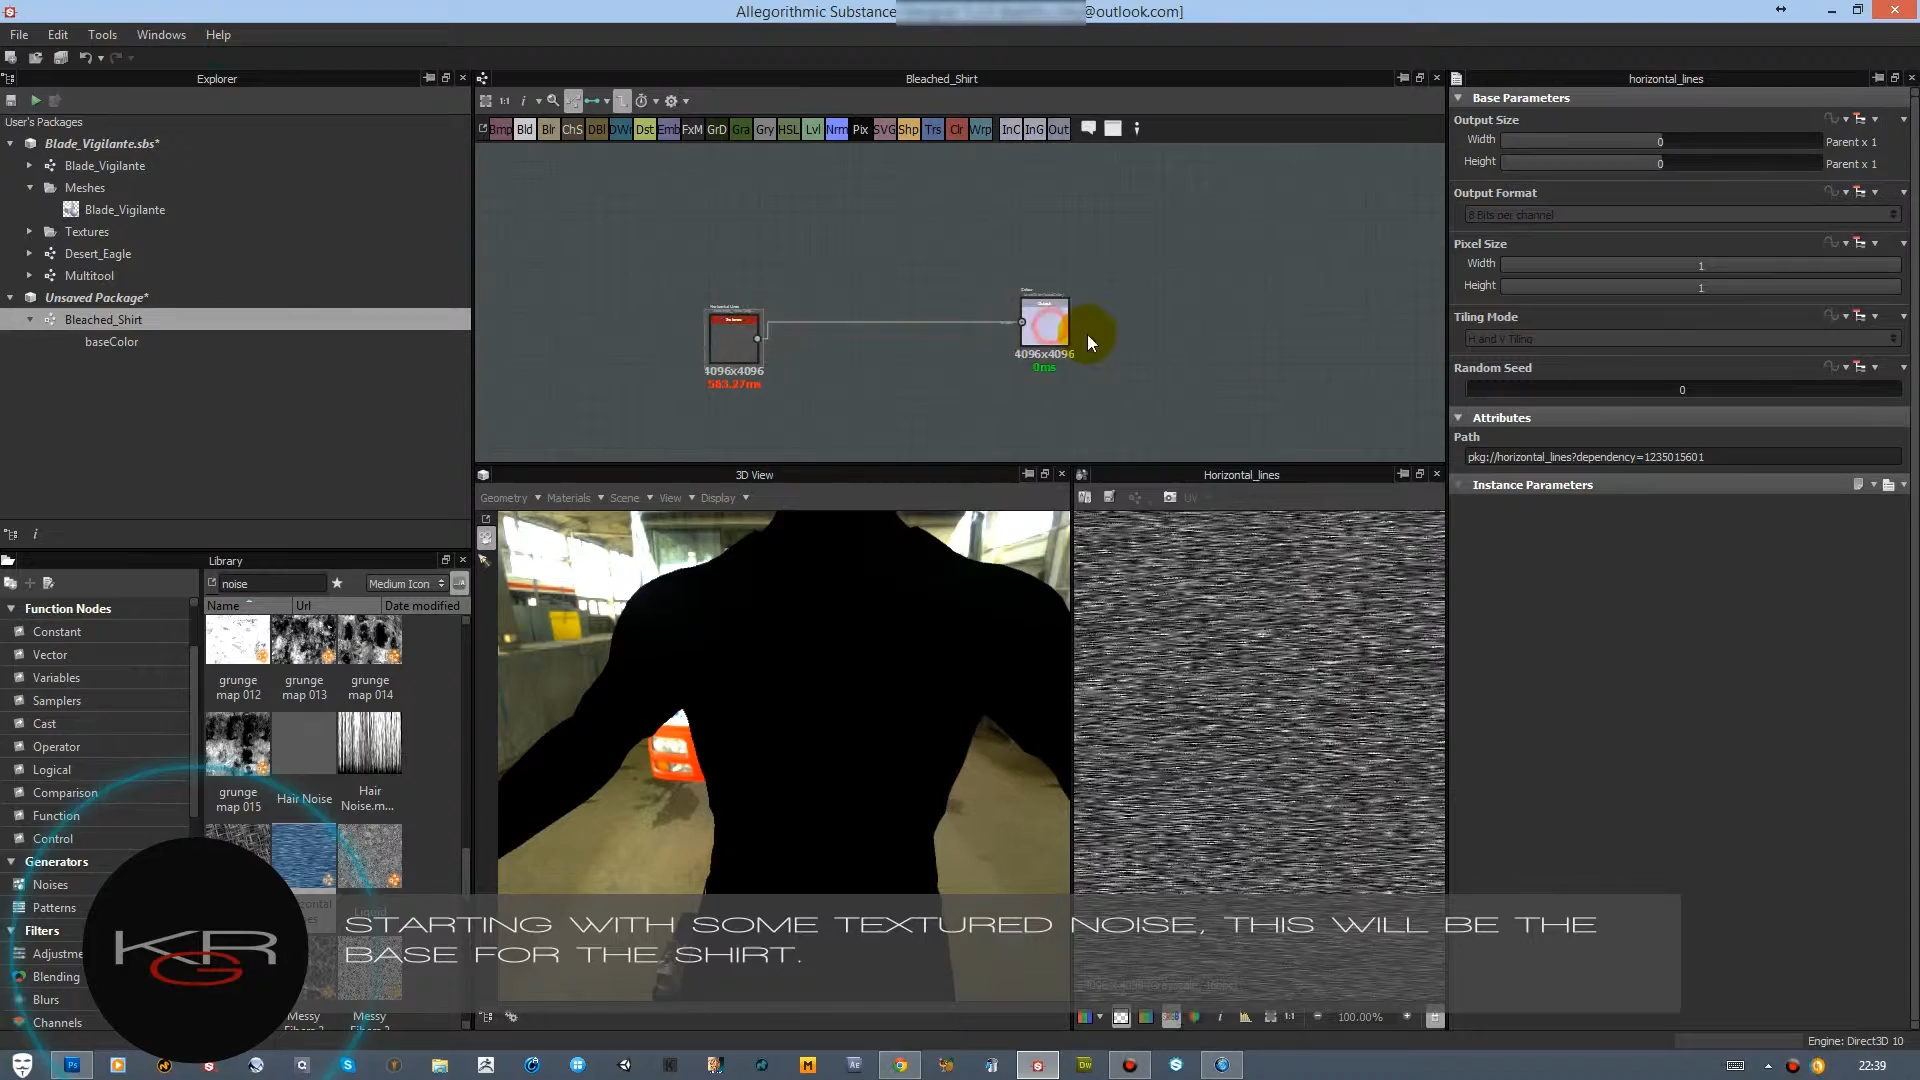 Allegorithmic Substance
@outlook.com]
File Edit Tools Windows Help
Explorer
Bleached_Shirt
horizontal_lines
1:1
Base Parameters
User's Packages
Bmp Bld Blr ChS DBl DWr Dst Emb FxM GrD Gra Gry HSL Lvl Nrm Pix SVG Shp Trs Clr Wrp InC InG Out
Output Size
Width 0 Parent x 1
Height 0 Parent x 1
Blade_Vigilante.sbs*
Blade_Vigilante
Meshes
Blade_Vigilante
Textures
Desert_Eagle
Multitool
Unsaved Package*
Bleached_Shirt
baseColor
Output Format
8 Bits per channel
Pixel Size
Width 1
Height 1
Tiling Mode
H and V Tiling
Random Seed
0
Attributes
Path
pkg://horizontal_lines?dependency=1235015601
Instance Parameters
4096x4096
583.27ms
Output
4096x4096
0ms
3D View
Geometry Materials Scene View Display
Horizontal_lines
UV
Library
noise
Medium Icon
Name Url Date modified
Function Nodes
Constant
Vector
Variables
Samplers
Cast
Operator
Logical
Comparison
Function
Control
Generators
Noises
Patterns
Filters
Adjustme
Blending
Blurs
Channels
grunge map 012
grunge map 013
grunge map 014
grunge map 015
Hair Noise
Hair Noise.m...
Messy
Messy
KRG
STARTING WITH SOME TEXTURED NOISE, THIS WILL BE THE
BASE FOR THE SHIRT.
1:1
100.00%
Engine: Direct3D 10
22:39